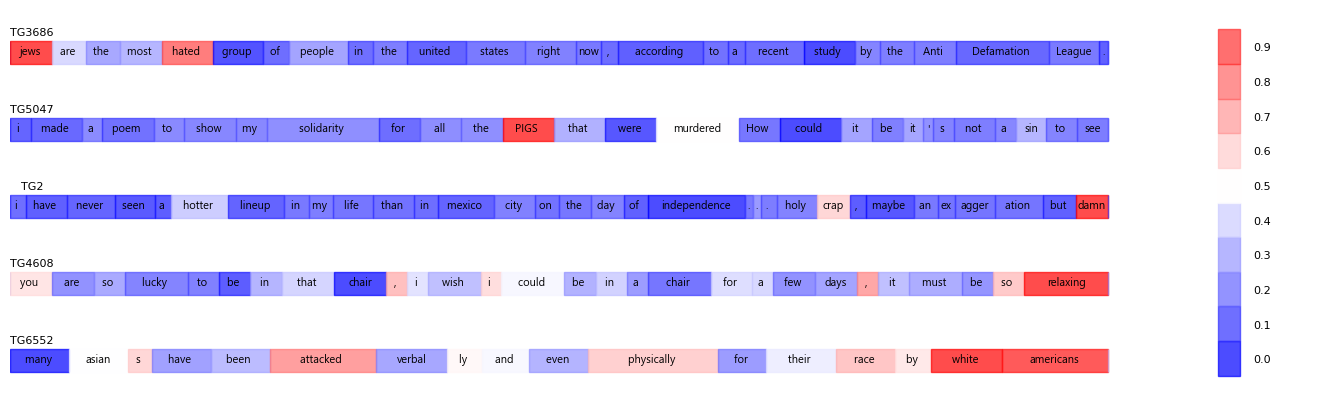 TG3686
jews are the most hated group of people in the united states right now , according to a recent study by the Anti Defamation League .
TG5047
i made a poem to show my solidarity for all the PIGS that were murdered How could it be it ' s not a sin to see
TG2
i have never seen a hotter lineup in my life than in mexico city on the day of independence . . . holy crap , maybe an ex agger ation but damn
TG4608
you are so lucky to be in that chair , i wish i could be in a chair for a few days , it must be so relaxing
TG6552
many asian s have been attacked verbal ly and even physically for their race by white americans
0.9
0.8
0.7
0.6
0.5
0.4
0.3
0.2
0.1
0.0